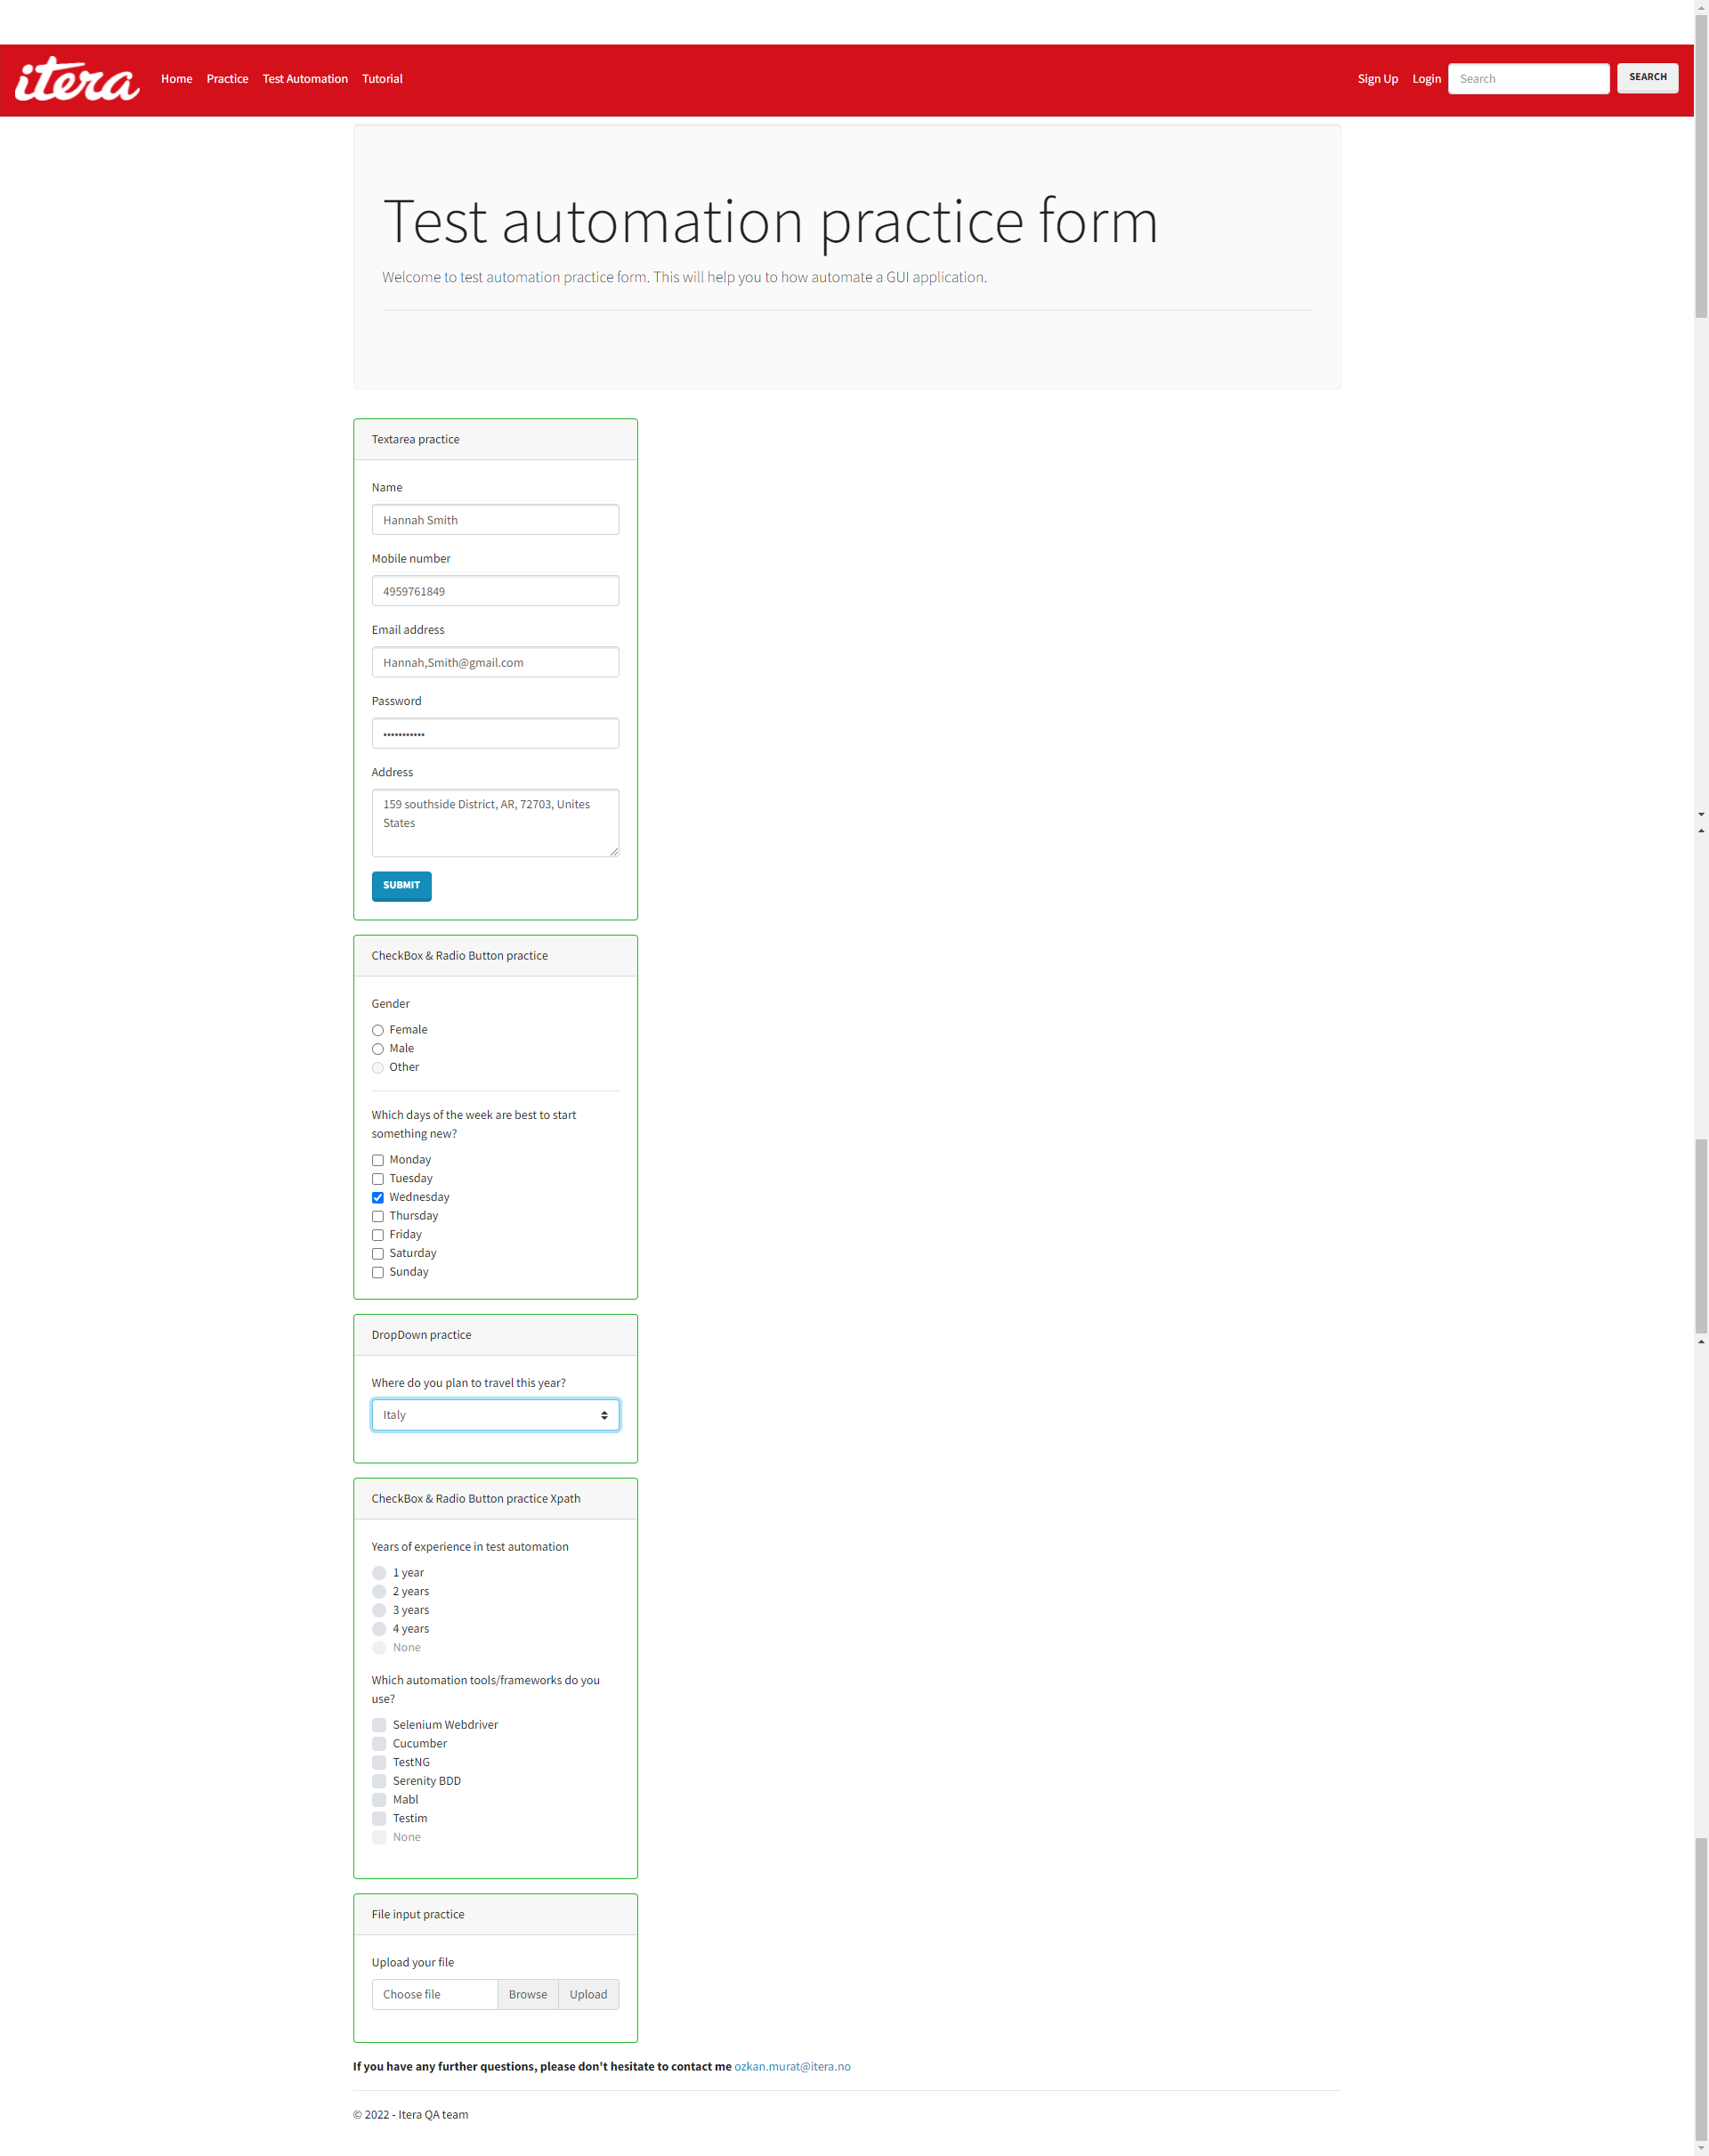 itera Home Practice Test Automation Tutorial Sign Up Login Search SEARCH
Test automation practice form
Welcome to test automation practice form. This will help you to how automate a GUI application.
Textarea practice
Name
Hannah Smith
Mobile number
4959761849
Email address
Hannah,Smith@gmail.com
Password
•••••••••••
Address
159 southside District, AR, 72703, Unites
States
SUBMIT
CheckBox & Radio Button practice
Gender
Female
Male
Other
Which days of the week are best to start
something new?
Monday
Tuesday
Wednesday
Thursday
Friday
Saturday
Sunday
DropDown practice
Where do you plan to travel this year?
Italy
CheckBox & Radio Button practice Xpath
Years of experience in test automation
1 year
2 years
3 years
4 years
None
Which automation tools/frameworks do you
use?
Selenium Webdriver
Cucumber
TestNG
Serenity BDD
Mabl
Testim
None
File input practice
Upload your file
Choose file Browse Upload
If you have any further questions, please don't hesitate to contact me ozkan.murat@itera.no
© 2022 - Itera QA team